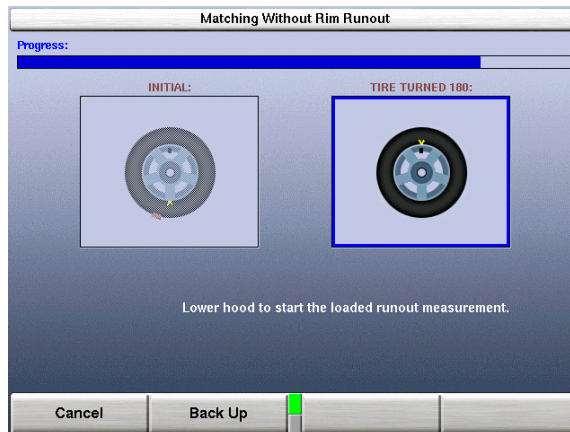 Matching Without Rim Runout
Progress:
INITIAL:
TIRE TURNED 180:
Lower hood to start the loaded runout measurement.
Cancel
Back Up